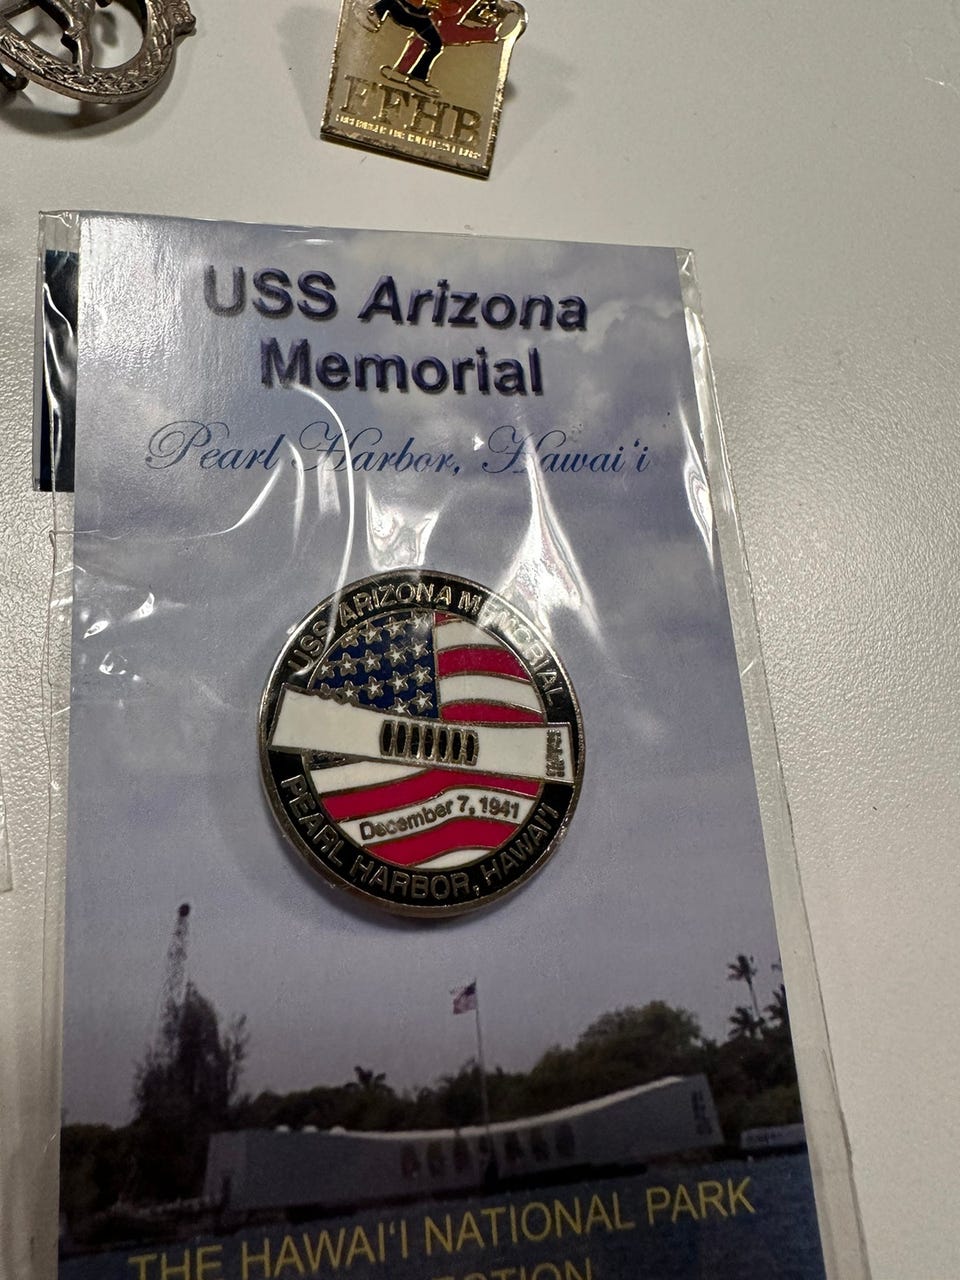 FFHB
USS Arizona
Memorial
Pearl Harbor, Hawai‘i
USS ARIZONA MEMORIAL
December 7, 1941
PEARL HARBOR, HAWAI‘I
THE HAWAI‘I NATIONAL PARK